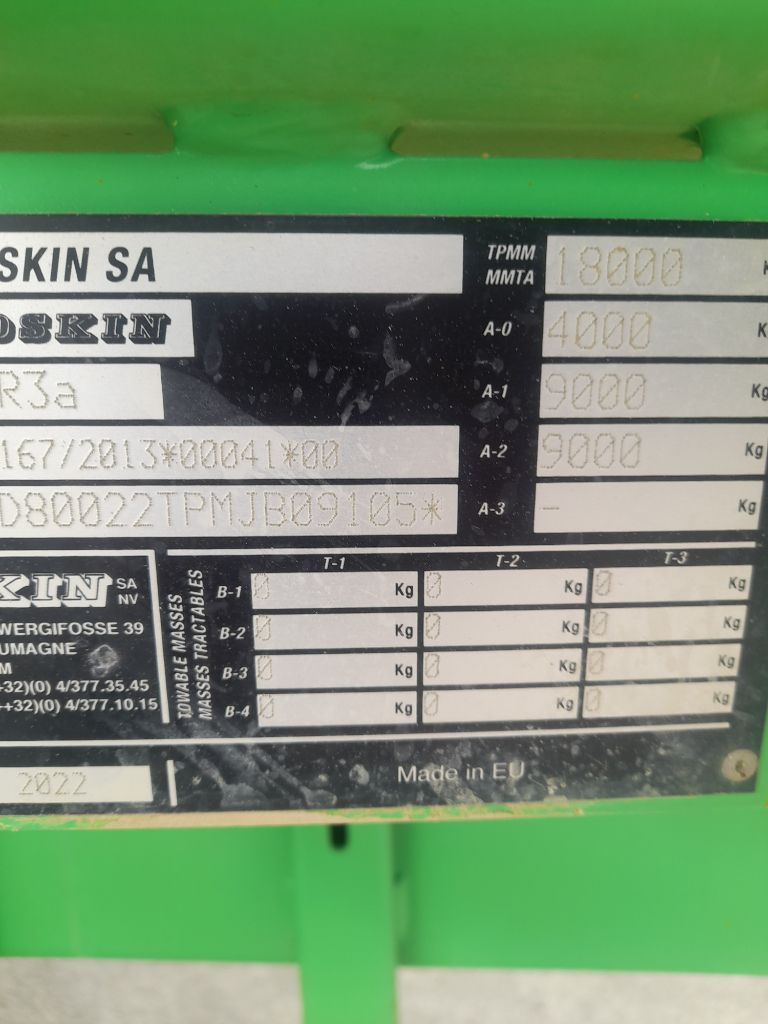 SKIN SA
TPMM
MMTA 18000 K
OSKIN
A-0 4000 K
R3a
A-1 9000 Kg
167/2013*00041*00
A-2 9000 Kg
D80022TPMJB09105*
A-3 - Kg
KIN SA
NV
WERGIFOSSE 39
UMAGNE
M
+32)(0) 4/377.35.45
++32)(0) 4/377.10.15
TOWABLE MASSES
MASSES TRACTABLES
T-1 T-2 T-3
B-1 0 Kg 0 Kg 0 Kg
B-2 0 Kg 0 Kg 0 Kg
B-3 0 Kg 0 Kg 0 Kg
B-4 0 Kg 0 Kg 0 Kg
2022
Made in EU